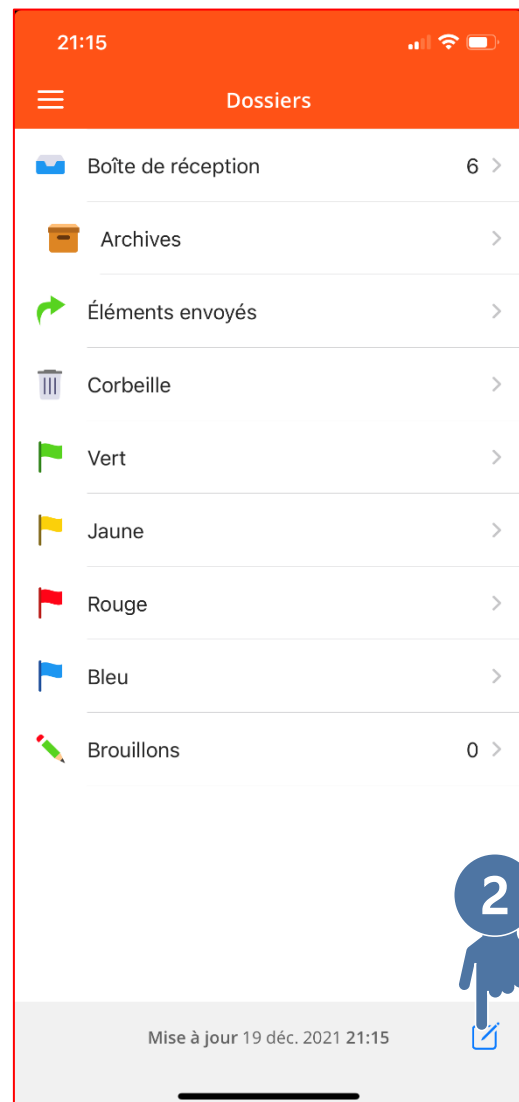 21:15
Dossiers
Boîte de réception 6
Archives
Éléments envoyés
Corbeille
Vert
Jaune
Rouge
Bleu
Brouillons 0
2
Mise à jour 19 déc. 2021 21:15